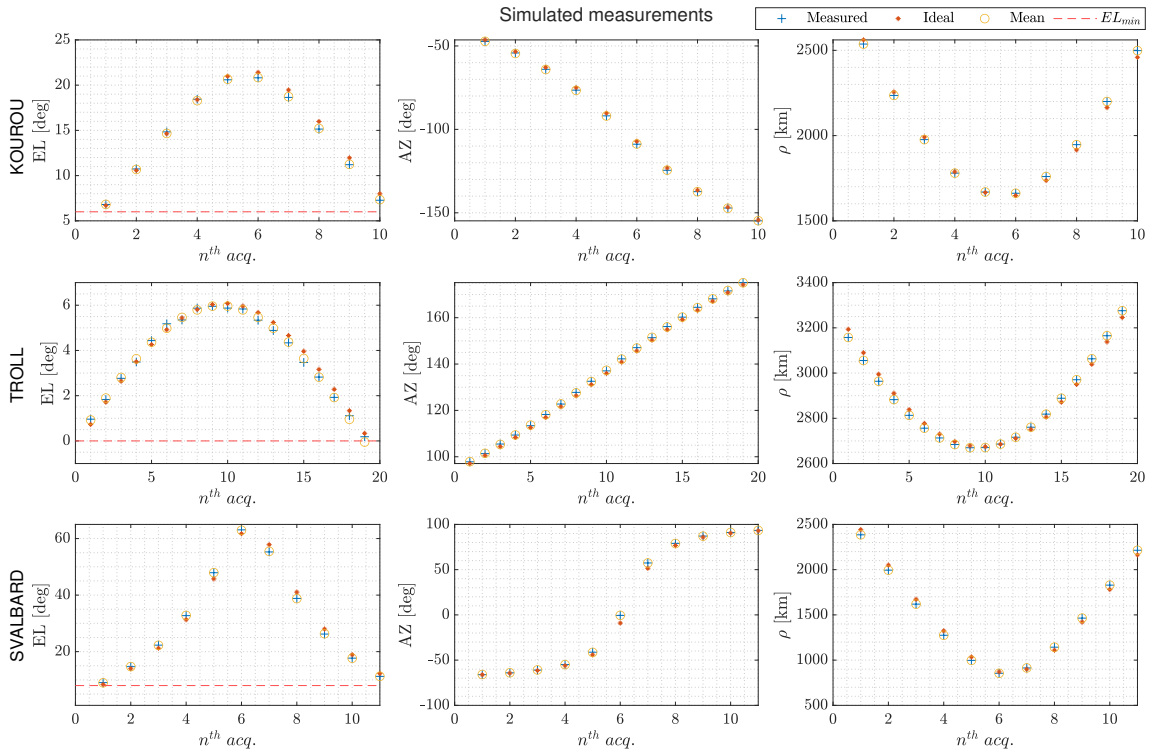 Simulated measurements
Measured Ideal Mean EL_min
KOUROU
EL [deg]
25
20
15
10
5
0 2 4 6 8 10
n^th acq.
AZ [deg]
-50
-100
-150
0 2 4 6 8 10
n^th acq.
ρ [km]
2500
2000
1500
0 2 4 6 8 10
n^th acq.
TROLL
EL [deg]
6
4
2
0
5 10 15 20
n^th acq.
AZ [deg]
160
140
120
100
0 5 10 15 20
n^th acq.
ρ [km]
3400
3200
3000
2800
2600
0 5 10 15 20
n^th acq.
SVALBARD
EL [deg]
60
40
20
0 2 4 6 8 10
n^th acq.
AZ [deg]
100
50
0
-50
-100
0 2 4 6 8 10
n^th acq.
ρ [km]
2500
2000
1500
1000
500
0 2 4 6 8 10
n^th acq.